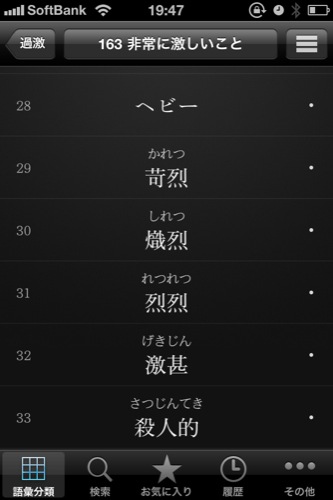 SoftBank 19:47
過激 163 非常に激しいこと
28 ヘビー
かれつ
29 苛烈
しれつ
30 熾烈
れつれつ
31 烈烈
げきじん
32 激甚
さつじんてき
33 殺人的
語彙分類 検索 お気に入り 履歴 その他